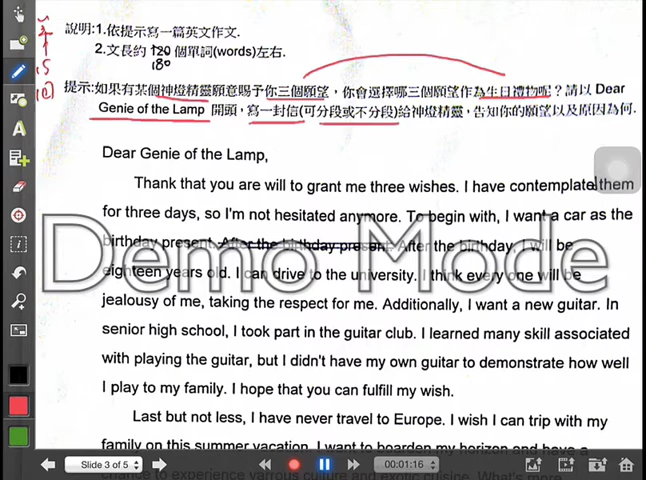 說明:1.依提示寫一篇英文作文.
2.文長約120個單詞(words)左右.
180
提示:如果有某個神燈精靈願意賜予你三個願望，你會選擇哪三個願望作為生日禮物呢？請以 Dear
Genie of the Lamp 開頭，寫一封信(可分段或不分段)給神燈精靈，告知你的願望以及原因為何.
Dear Genie of the Lamp,
Thank that you are will to grant me three wishes. I have contemplated them
for three days, so I'm not hesitated anymore. To begin with, I want a car as the
birthday present. After the birthday present. After the birthday, I will be
eighteen years old. I can drive to the university. I think every one will be
jealousy of me, taking the respect for me. Additionally, I want a new guitar. In
senior high school, I took part in the guitar club. I learned many skill associated
with playing the guitar, but I didn't have my own guitar to demonstrate how well
I play to my family. I hope that you can fulfill my wish.
Last but not less, I have never travel to Europe. I wish I can trip with my
family on this summer vacation. I want to boarden my horizon and have a
chance to experience various culture and exotic cuisine. What's more
Demo Mode
Slide 3 of 5
00:01:16